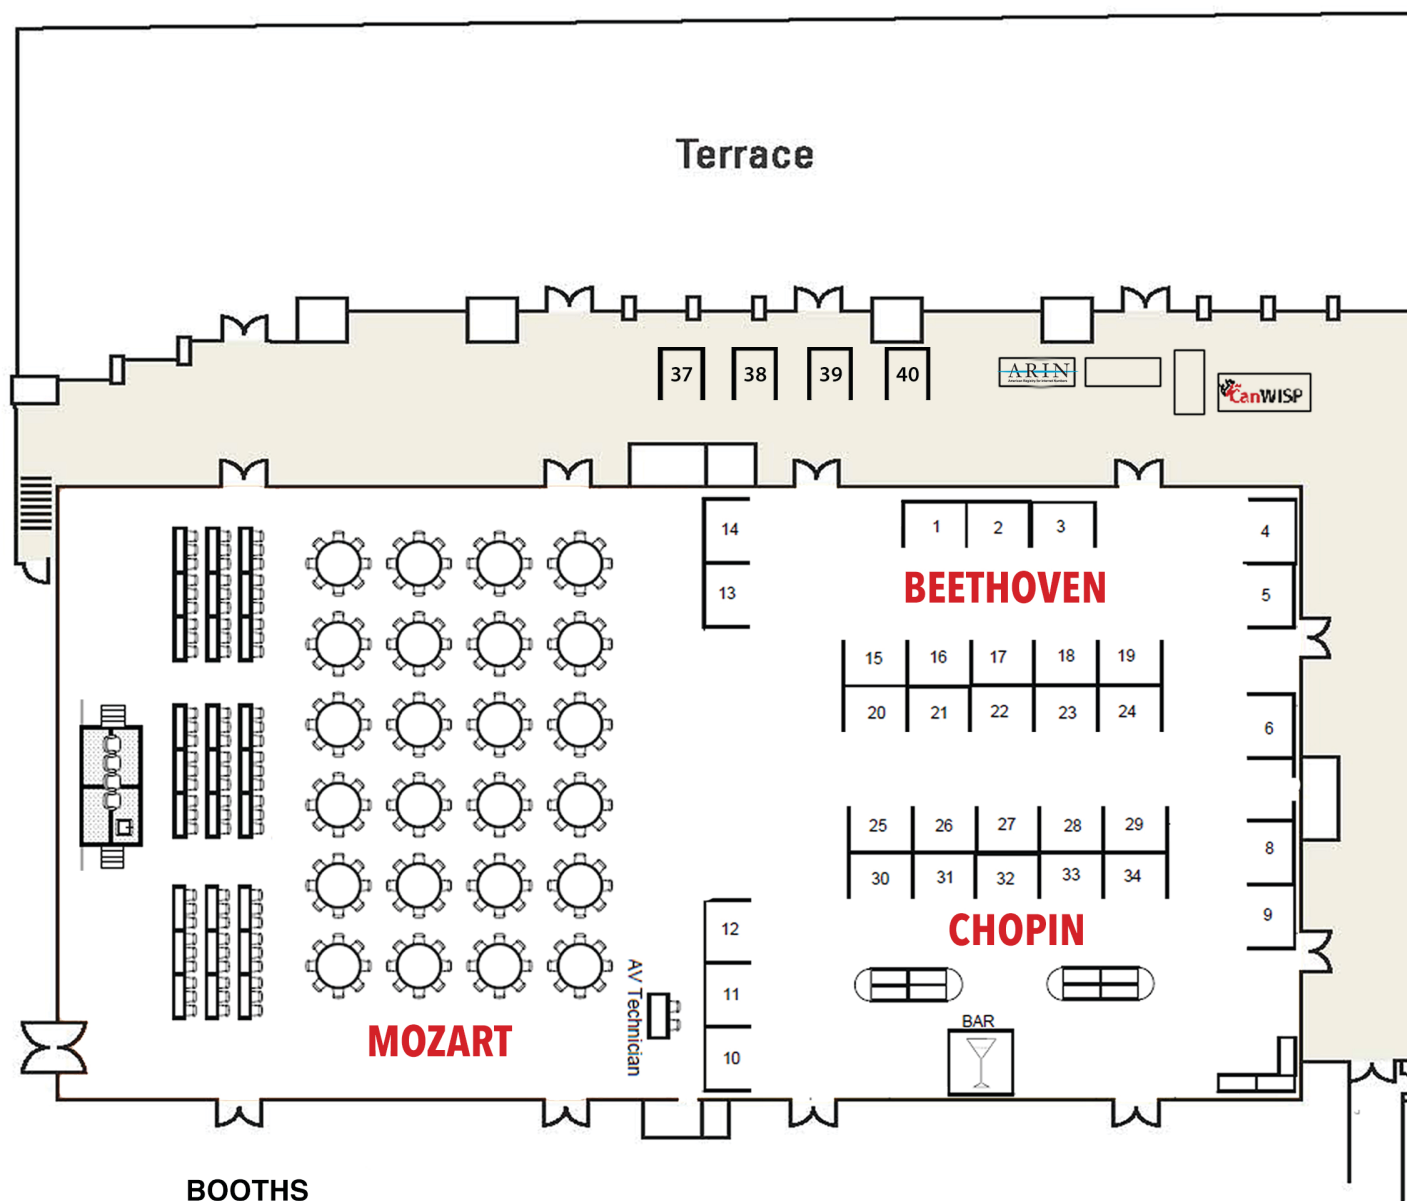 Terrace
37 38 39 40
ARIN
CanWISP
14 1 2 3 4
13 BEETHOVEN 5
15 16 17 18 19
20 21 22 23 24
6
25 26 27 28 29
8
30 31 32 33 34
9
12 CHOPIN
AV Technician
11
BAR
MOZART
10
BOOTHS